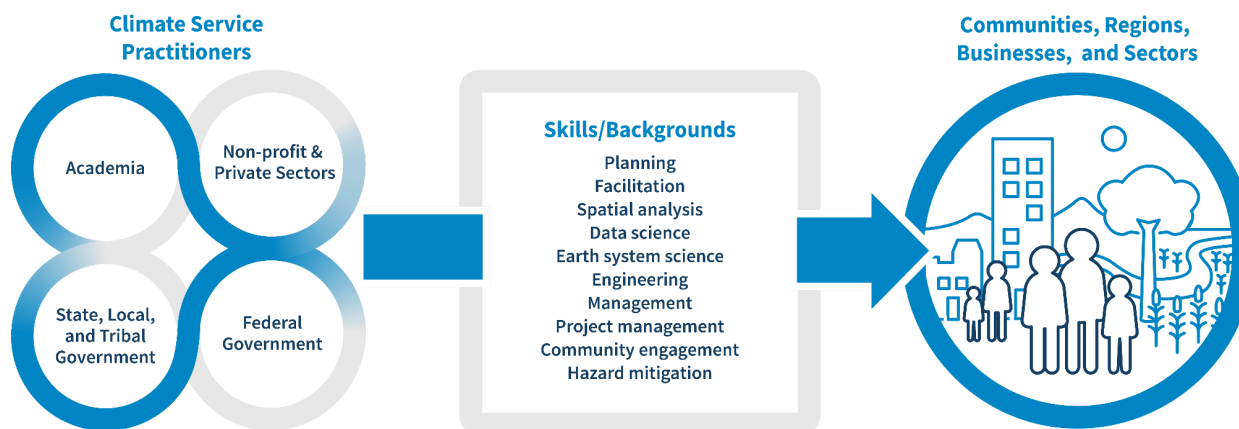 Climate Service
Practitioners
Academia
Non-profit &
Private Sectors
State, Local,
and Tribal
Government
Federal
Government
Skills/Backgrounds
Planning
Facilitation
Spatial analysis
Data science
Earth system science
Engineering
Management
Project management
Community engagement
Hazard mitigation
Communities, Regions,
Businesses, and Sectors